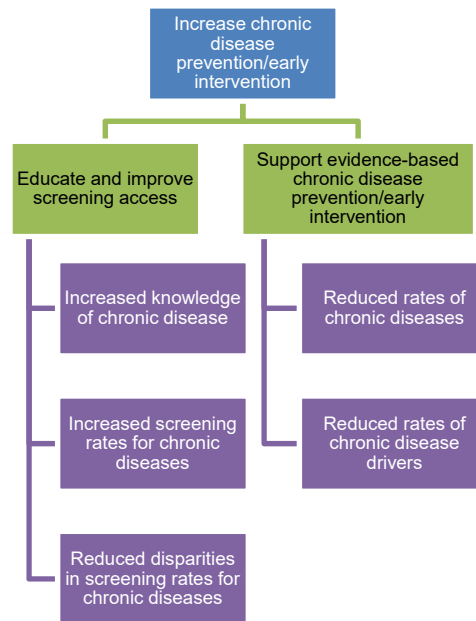 Increase chronic
disease
prevention/early
intervention
Educate and improve
screening access
Support evidence-based
chronic disease
prevention/early
intervention
Increased knowledge
of chronic disease
Increased screening
rates for chronic
diseases
Reduced disparities
in screening rates for
chronic diseases
Reduced rates of
chronic diseases
Reduced rates of
chronic disease
drivers